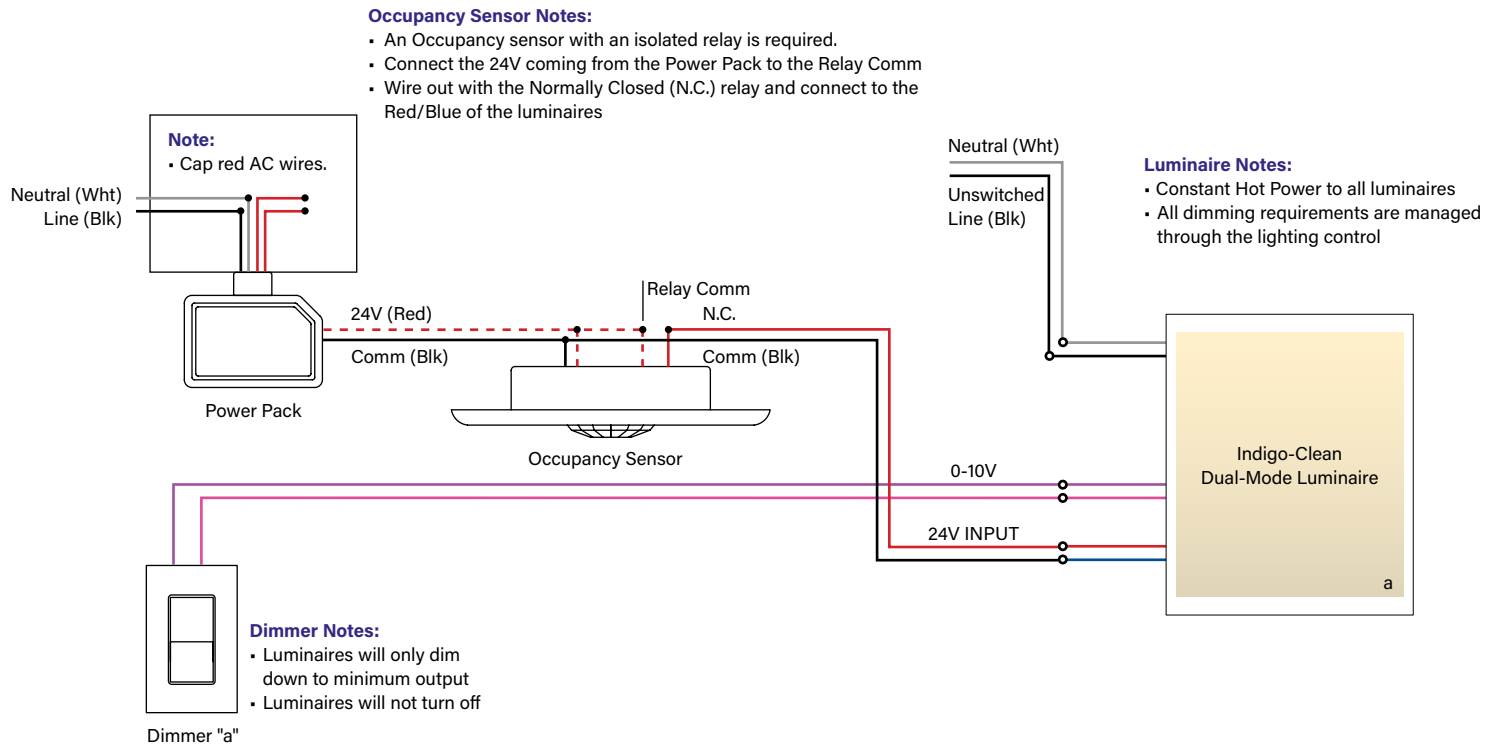 Occupancy Sensor Notes:
▪ An Occupancy sensor with an isolated relay is required.
▪ Connect the 24V coming from the Power Pack to the Relay Comm
▪ Wire out with the Normally Closed (N.C.) relay and connect to the
Red/Blue of the luminaires
Note:
▪ Cap red AC wires.
Neutral (Wht)
Line (Blk)
Neutral (Wht)
Unswitched
Line (Blk)
Luminaire Notes:
▪ Constant Hot Power to all luminaires
▪ All dimming requirements are managed
through the lighting control
Relay Comm
24V (Red)
N.C.
Comm (Blk)
Comm (Blk)
Power Pack
Occupancy Sensor
0-10V
24V INPUT
Indigo-Clean
Dual-Mode Luminaire
a
Dimmer Notes:
▪ Luminaires will only dim
down to minimum output
▪ Luminaires will not turn off
Dimmer "a"